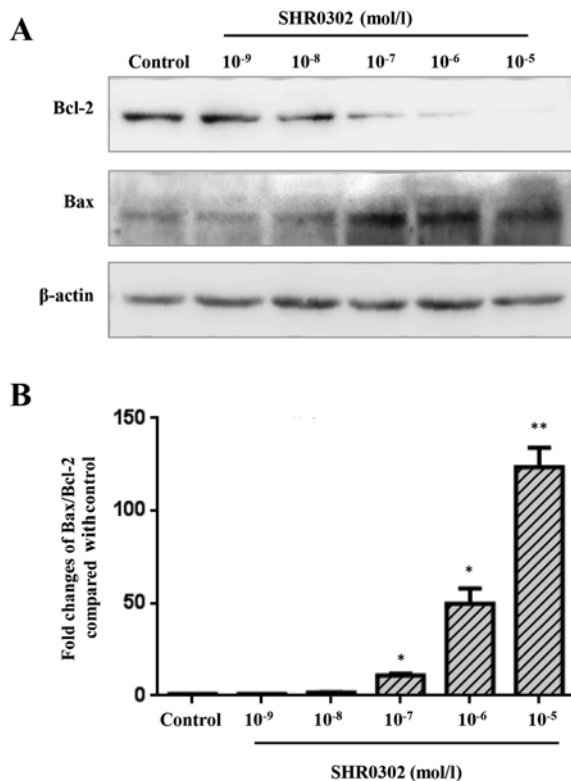 A
SHR0302 (mol/l)
Control 10⁻⁹ 10⁻⁸ 10⁻⁷ 10⁻⁶ 10⁻⁵
Bcl-2
Bax
β-actin
B
Fold changes of Bax/Bcl-2
compared with control
150
100
50
0
*
*
**
Control 10⁻⁹ 10⁻⁸ 10⁻⁷ 10⁻⁶ 10⁻⁵
SHR0302 (mol/l)